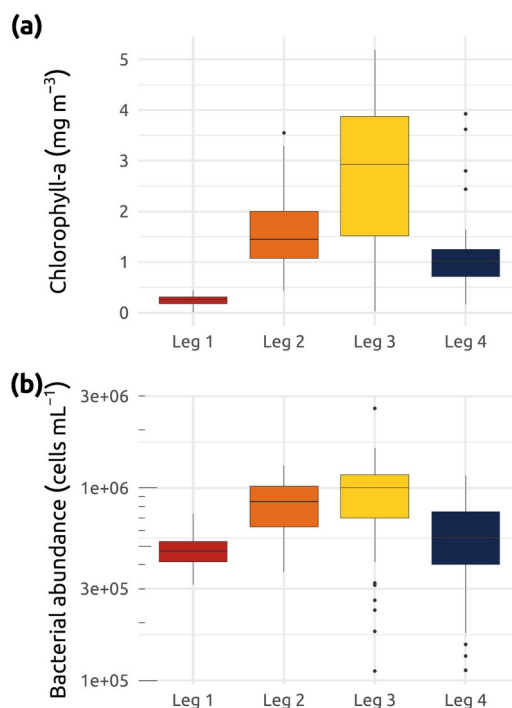 (a)
Chlorophyll-a (mg m⁻³)
5
4
3
2
1
0
Leg 1 Leg 2 Leg 3 Leg 4
(b)
Bacterial abundance (cells mL⁻¹)
3e+06
1e+06
3e+05
1e+05
Leg 1 Leg 2 Leg 3 Leg 4